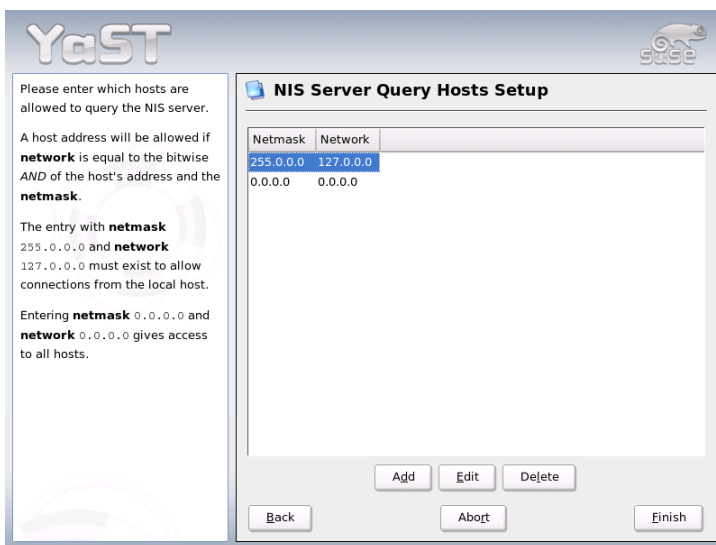 YaST
SUSE
Please enter which hosts are
allowed to query the NIS server.
A host address will be allowed if
network is equal to the bitwise
AND of the host's address and the
netmask.
The entry with netmask
255.0.0.0 and network
127.0.0.0 must exist to allow
connections from the local host.
Entering netmask 0.0.0.0 and
network 0.0.0.0 gives access
to all hosts.
NIS Server Query Hosts Setup
Netmask Network
255.0.0.0 127.0.0.0
0.0.0.0 0.0.0.0
Add Edit Delete
Back Abort Finish